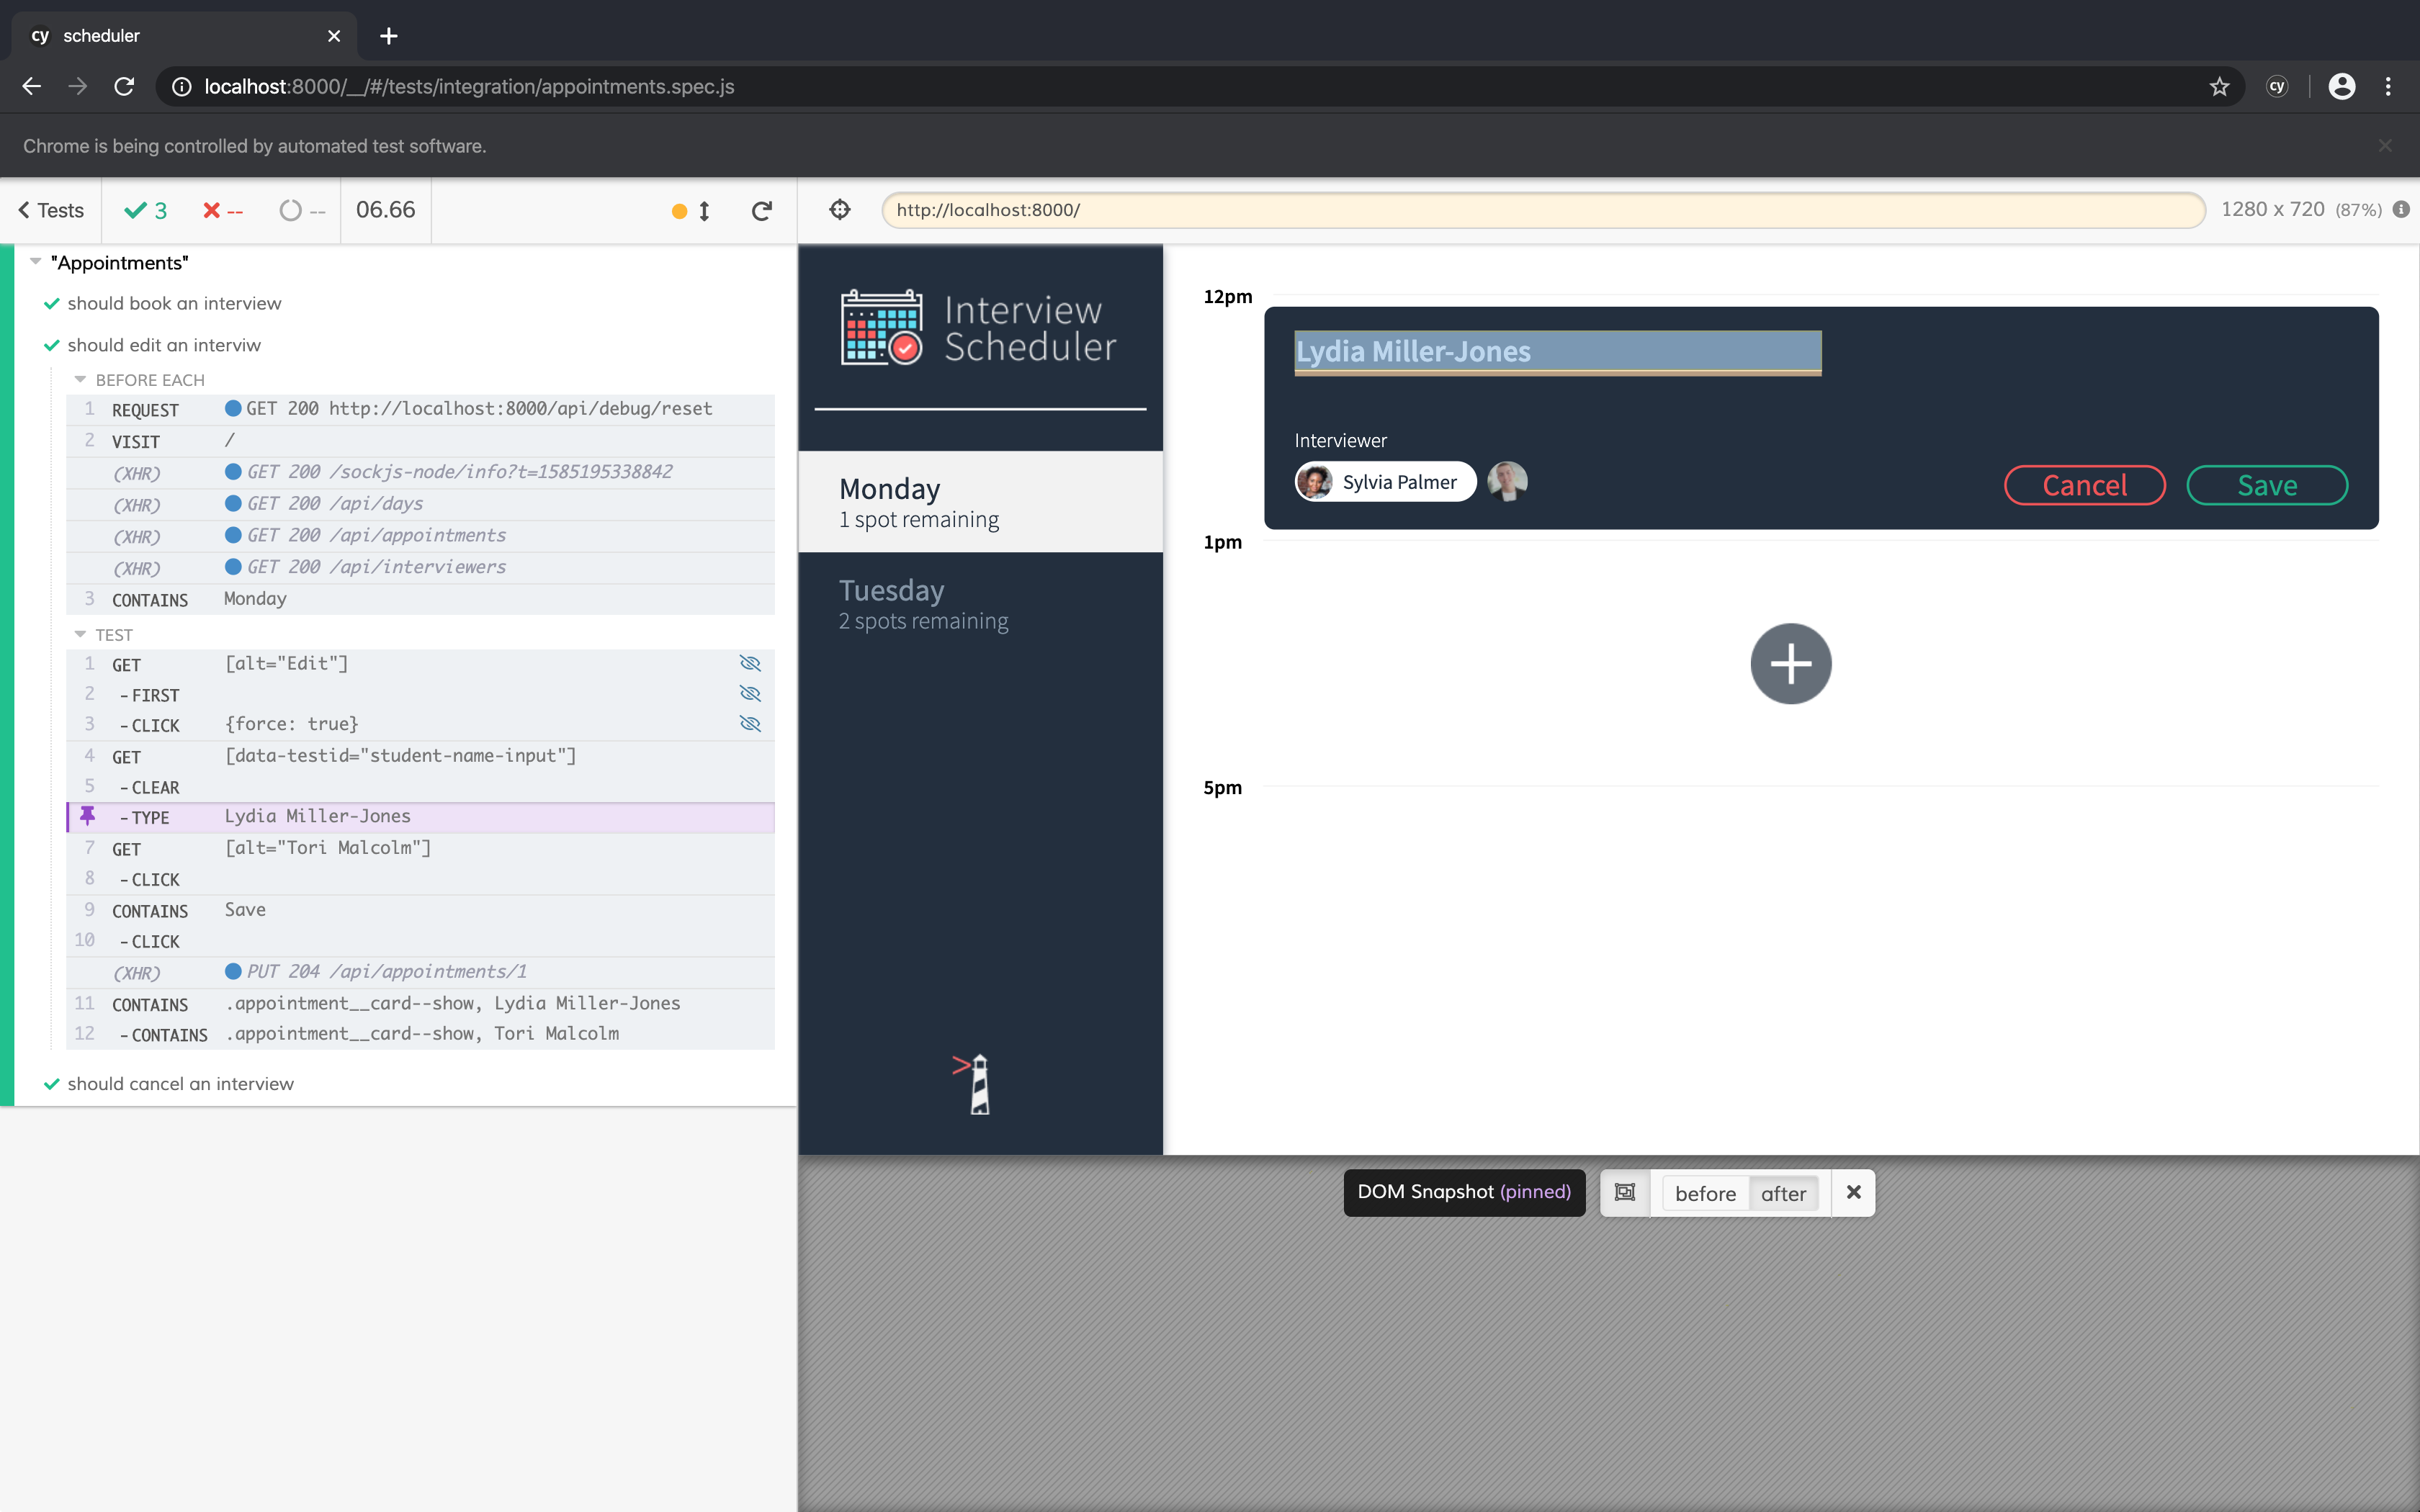 cy scheduler
localhost:8000/__/#/tests/integration/appointments.spec.js
cy
Chrome is being controlled by automated test software.
Tests 3 -- -- 06.66
http://localhost:8000/ 1280 x 720 (87%)
"Appointments"
should book an interview
should edit an interviw
BEFORE EACH
1 REQUEST GET 200 http://localhost:8000/api/debug/reset
2 VISIT /
(XHR) GET 200 /sockjs-node/info?t=1585195338842
(XHR) GET 200 /api/days
(XHR) GET 200 /api/appointments
(XHR) GET 200 /api/interviewers
3 CONTAINS Monday
TEST
1 GET [alt="Edit"]
2 -FIRST
3 -CLICK {force: true}
4 GET [data-testid="student-name-input"]
5 -CLEAR
-TYPE Lydia Miller-Jones
7 GET [alt="Tori Malcolm"]
8 -CLICK
9 CONTAINS Save
10 -CLICK
(XHR) PUT 204 /api/appointments/1
11 CONTAINS .appointment__card--show, Lydia Miller-Jones
12 -CONTAINS .appointment__card--show, Tori Malcolm
should cancel an interview
Interview
Scheduler
Monday
1 spot remaining
Tuesday
2 spots remaining
12pm
Lydia Miller-Jones
Interviewer
Sylvia Palmer
Cancel Save
1pm
5pm
DOM Snapshot (pinned) before after